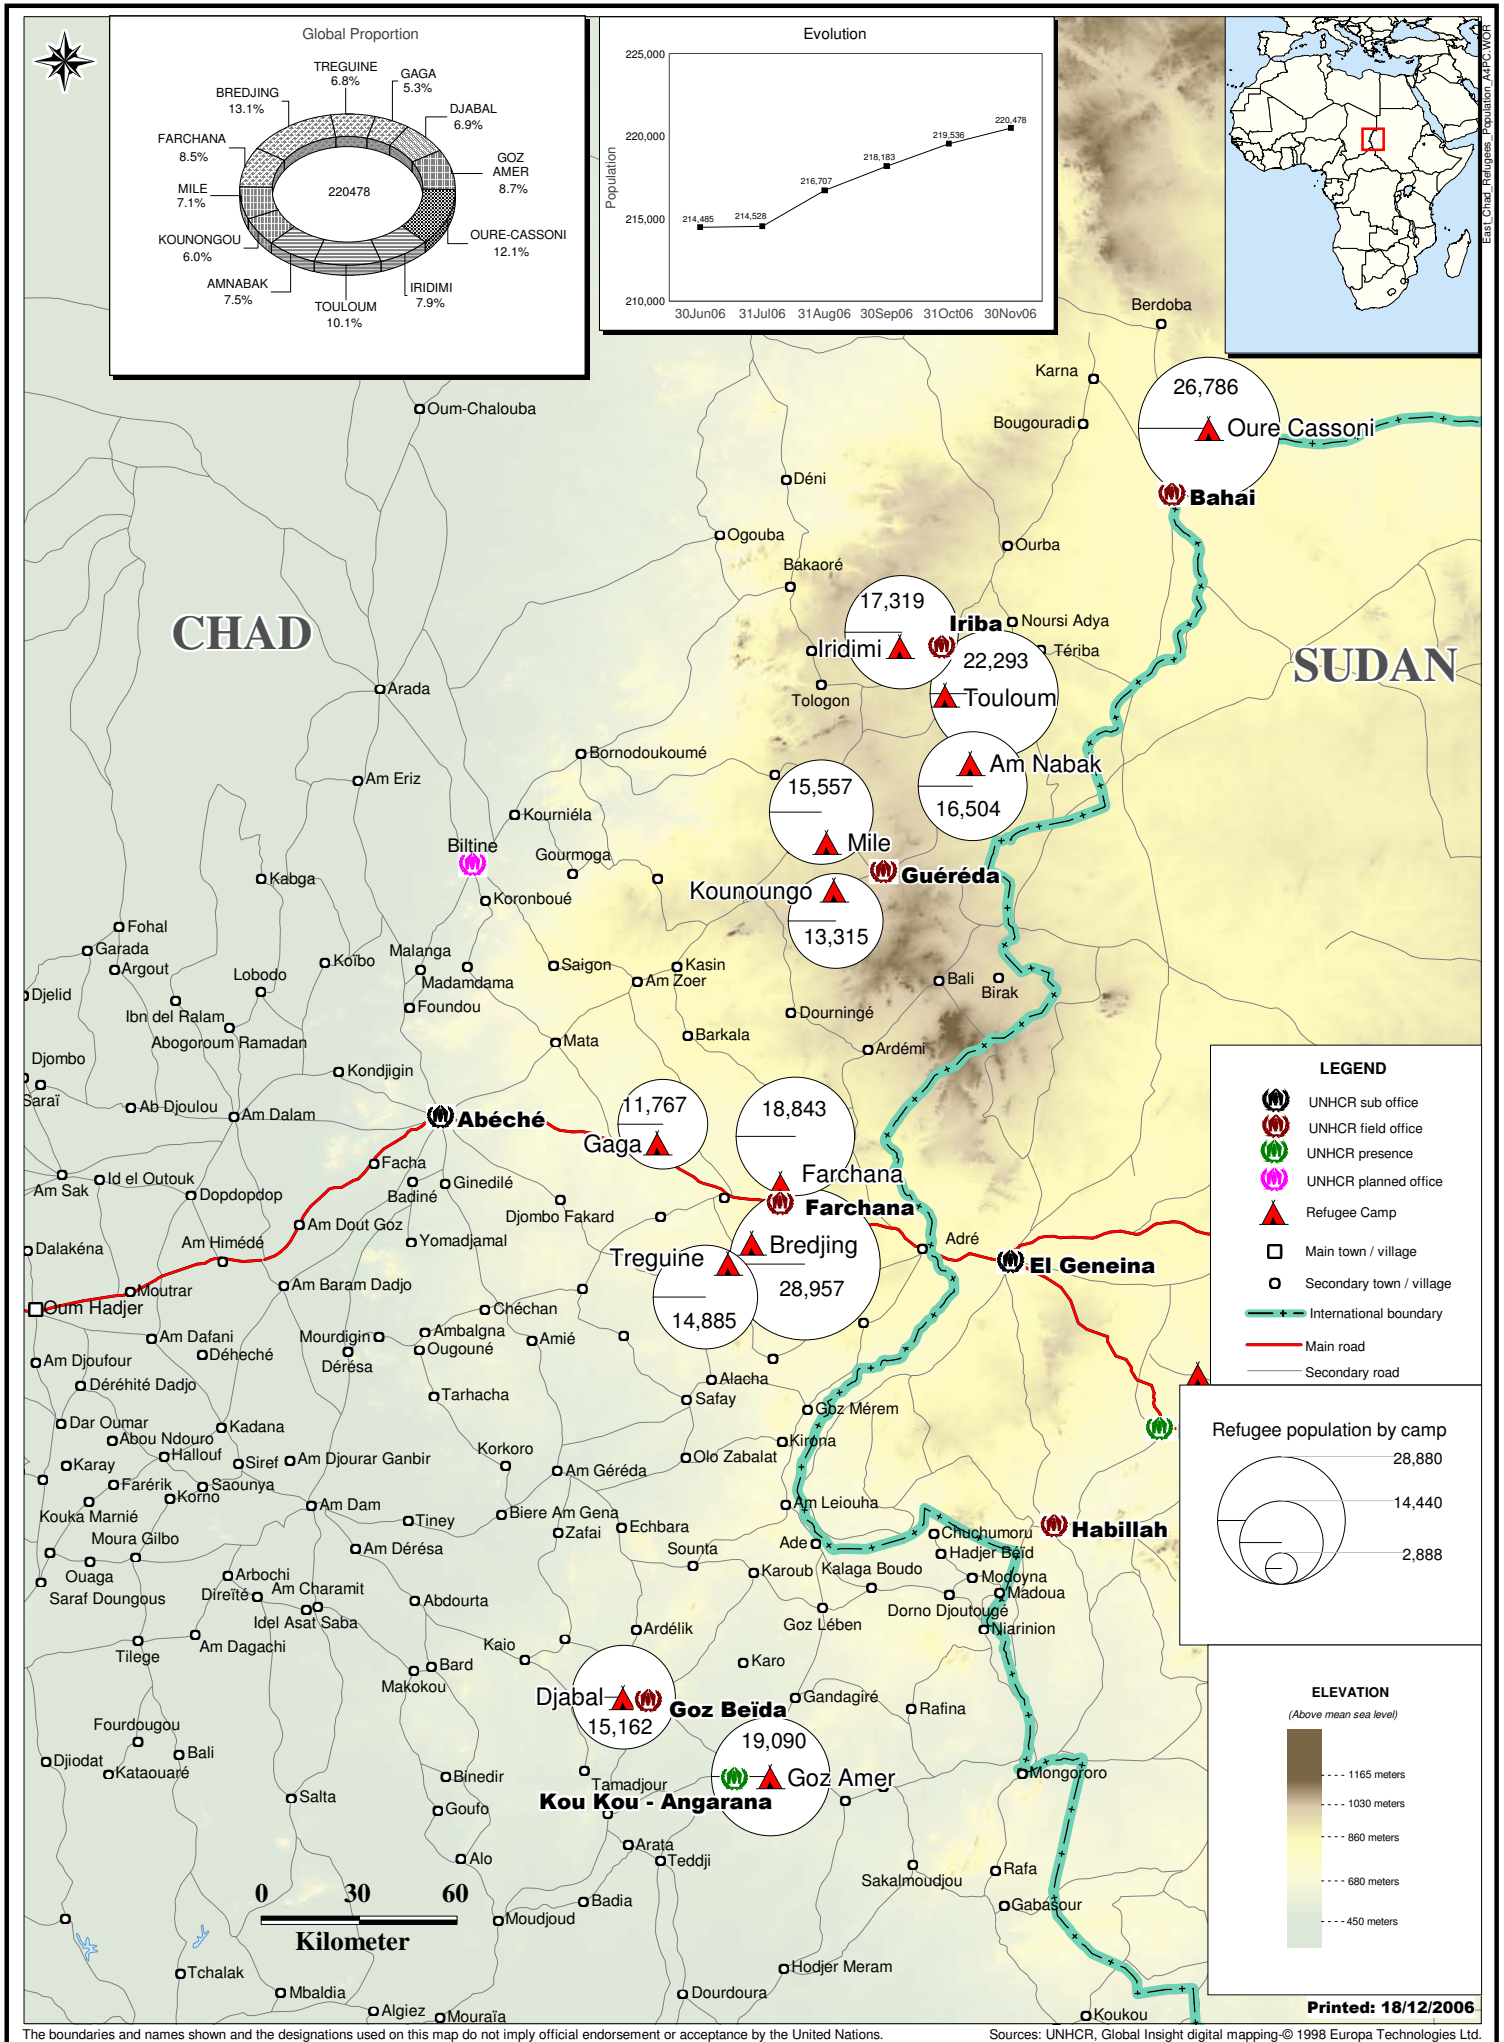 Global Proportion
TREGUINE
6.8%
GAGA
5.3%
BREDJING
13.1%
DJABAL
6.9%
FARCHANA
8.5%
GOZ
AMER
8.7%
MILE
7.1%
220478
KOUNONGOU
6.0%
OURE-CASSONI
12.1%
AMNABAK
7.5%
IRIDIMI
7.9%
TOULOUM
10.1%
Evolution
Population
225,000
220,000
215,000
210,000
214,485
214,528
216,707
218,183
219,536
220,478
30Jun06
31Jul06
31Aug06
30Sep06
31Oct06
30Nov06
East_Chad_Refugees_Population_A4PC.WOR
Berdoba
Karna
26,786
Oum-Chalouba
Bougouradi
Oure Cassoni
Déni
Bahai
Ogouba
Ourba
Bakaoré
17,319
CHAD
Iriba
Noursi Adya
Iridimi
Tériba
22,293
SUDAN
Arada
Tologon
Touloum
Bornodoukoumé
Am Nabak
Am Eriz
15,557
16,504
Kourniéla
Biltine
Gourmoga
Mile
Guéréda
Kabga
Koronboué
Kounoungo
13,315
Fohal
Garada
Argout
Koïbo
Malanga
Madamdama
Saigon
Kasin
Am Zoer
Lobodo
Bali
Birak
Djelid
Ibn del Ralam
Foundou
Dourningé
Abogoroum Ramadan
Mata
Barkala
Ardémi
Djombo
Kondjigin
Saraï
Ab Djoulou
Am Dalam
Abéché
11,767
18,843
Gaga
Facha
Farchana
Am Sak
Id el Outouk
Badiné
Ginedilé
Dopdopdop
Djombo Fakard
Farchana
Am Dout Goz
Dalakéna
Am Himédé
Yomadjamal
Treguine
Bredjing
Adré
El Geneina
Moutrar
Am Baram Dadjo
28,957
Oum Hadjer
Chéchan
14,885
Am Dafani
Mourdigin
Ambalgna
Amié
Déheché
Dérésa
Ougouné
Am Djoufour
Déréhité Dadjo
Alacha
Tarhacha
Safay
Goz Mérem
Dar Oumar
Kadana
Abou Ndouro
Kirona
Hallouf
Karay
Siref
Am Djourar Ganbir
Korkoro
Olo Zabalat
Farérik
Saounya
Am Géréda
Korno
Kouka Marnié
Am Dam
Am Leiouha
Tiney
Biere Am Gena
Moura Gilbo
Zafai
Echbara
Chuchumoru
Habillah
Am Dérésa
Ade
Hadjer Béïd
Ouaga
Sounta
Karoub
Kalaga Boudo
Arbochi
Modoyna
Saraf Doungous
Direïté
Am Charamit
Madoua
Abdourta
Dorno Djoutougé
Idel Asat Saba
Goz Lében
Niarinion
Ardélik
Am Dagachi
Kaio
Tilege
Bard
Karo
Makokou
Djabal
Goz Beïda
Gandagiré
Rafina
15,162
Fourdougou
19,090
Bali
Djiodat
Kataouaré
Binedir
Tamadjour
Goz Amer
Mongororo
Salta
Kou Kou - Angarana
Goufo
Arata
Alo
Teddji
Sakalmoudjou
Rafa
Badia
Gabasour
Moudjoud
0 30 60
Kilometer
Tchalak
Hodjer Meram
Mbaldia
Dourdoura
Algiez
Mouraïa
Koukou
LEGEND
UNHCR sub office
UNHCR field office
UNHCR presence
UNHCR planned office
Refugee Camp
Main town / village
Secondary town / village
International boundary
Main road
Secondary road
Refugee population by camp
28,880
14,440
2,888
ELEVATION
(Above mean sea level)
1165 meters
1030 meters
860 meters
680 meters
450 meters
Printed: 18/12/2006
The boundaries and names shown and the designations used on this map do not imply official endorsement or acceptance by the United Nations.
Sources: UNHCR, Global Insight digital mapping-© 1998 Europa Technologies Ltd.